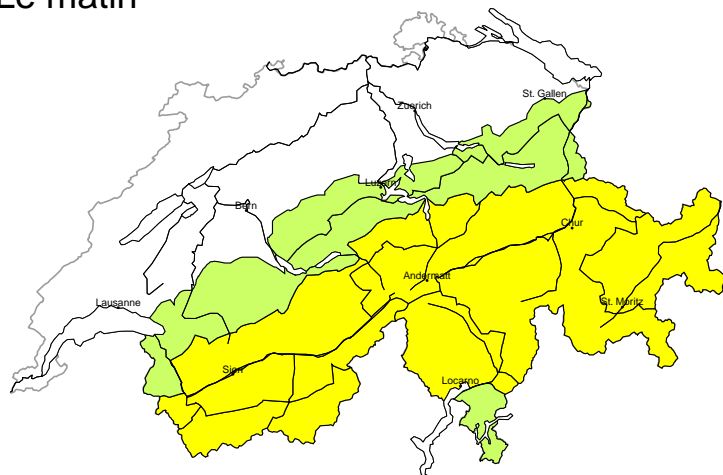 Le matin
St. Gallen
Zuerich
Luzern
Bern
Chur
Andermatt
Lausanne
St. Moritz
Sion
Locarno